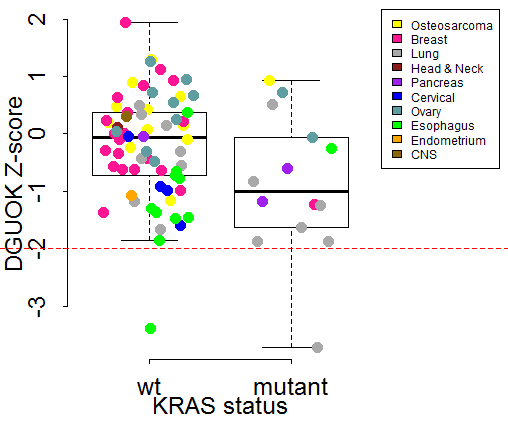 2
1
0
-1
-2
-3
DGUOK Z-score
wt
mutant
KRAS status
Osteosarcoma
Breast
Lung
Head & Neck
Pancreas
Cervical
Ovary
Esophagus
Endometrium
CNS